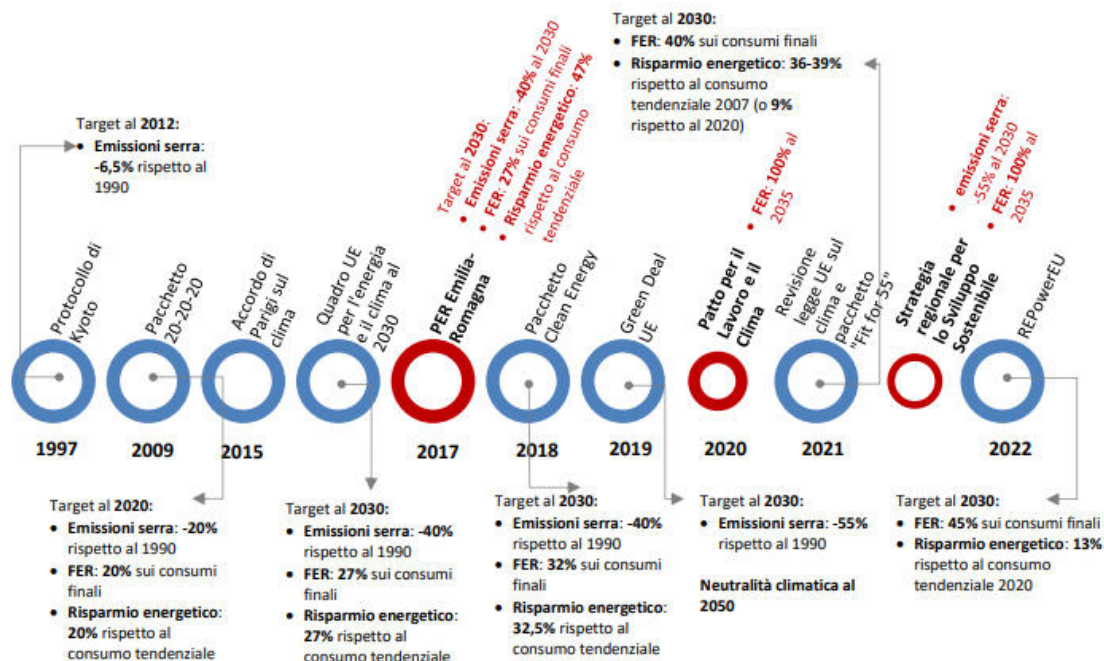 Target al 2012:
• Emissioni serra:
-6,5% rispetto al
1990
Target al 2030:
• Emissioni serra: -40% al 2030
• FER: 27% sui consumi finali
• Risparmio energetico: 47%
rispetto al consumo
tendenziale
Target al 2030:
• FER: 40% sui consumi finali
• Risparmio energetico: 36-39%
rispetto al consumo
tendenziale 2007 (o 9%
rispetto al 2020)
• FER: 100% al
2035
• emissioni serra:
-55% al 2030
• FER: 100% al
2035
Protocollo di
Kyoto
Pacchetto
20-20-20
Accordo di
Parigi sul
clima
Quadro UE
per l'energia
e il clima al
2030
PER Emilia-
Romagna
Pacchetto
Clean Energy
Green Deal
UE
Patto per il
Lavoro e il
Clima
Revisione
legge UE sul
clima e
pacchetto
"Fit for 55"
Strategia
regionale per
lo Sviluppo
Sostenibile
REPowerEU
1997
2009
2015
2017
2018
2019
2020
2021
2022
Target al 2020:
• Emissioni serra: -20%
rispetto al 1990
• FER: 20% sui consumi
finali
• Risparmio energetico:
20% rispetto al
consumo tendenziale
Target al 2030:
• Emissioni serra: -40%
rispetto al 1990
• FER: 27% sui consumi
finali
• Risparmio energetico:
27% rispetto al
consumo tendenziale
Target al 2030:
• Emissioni serra: -40%
rispetto al 1990
• FER: 32% sui consumi
finali
• Risparmio energetico:
32,5% rispetto al
consumo tendenziale
Target al 2030:
• Emissioni serra: -55%
rispetto al 1990
Neutralità climatica al
2050
Target al 2030:
• FER: 45% sui consumi finali
• Risparmio energetico: 13%
rispetto al consumo
tendenziale 2020